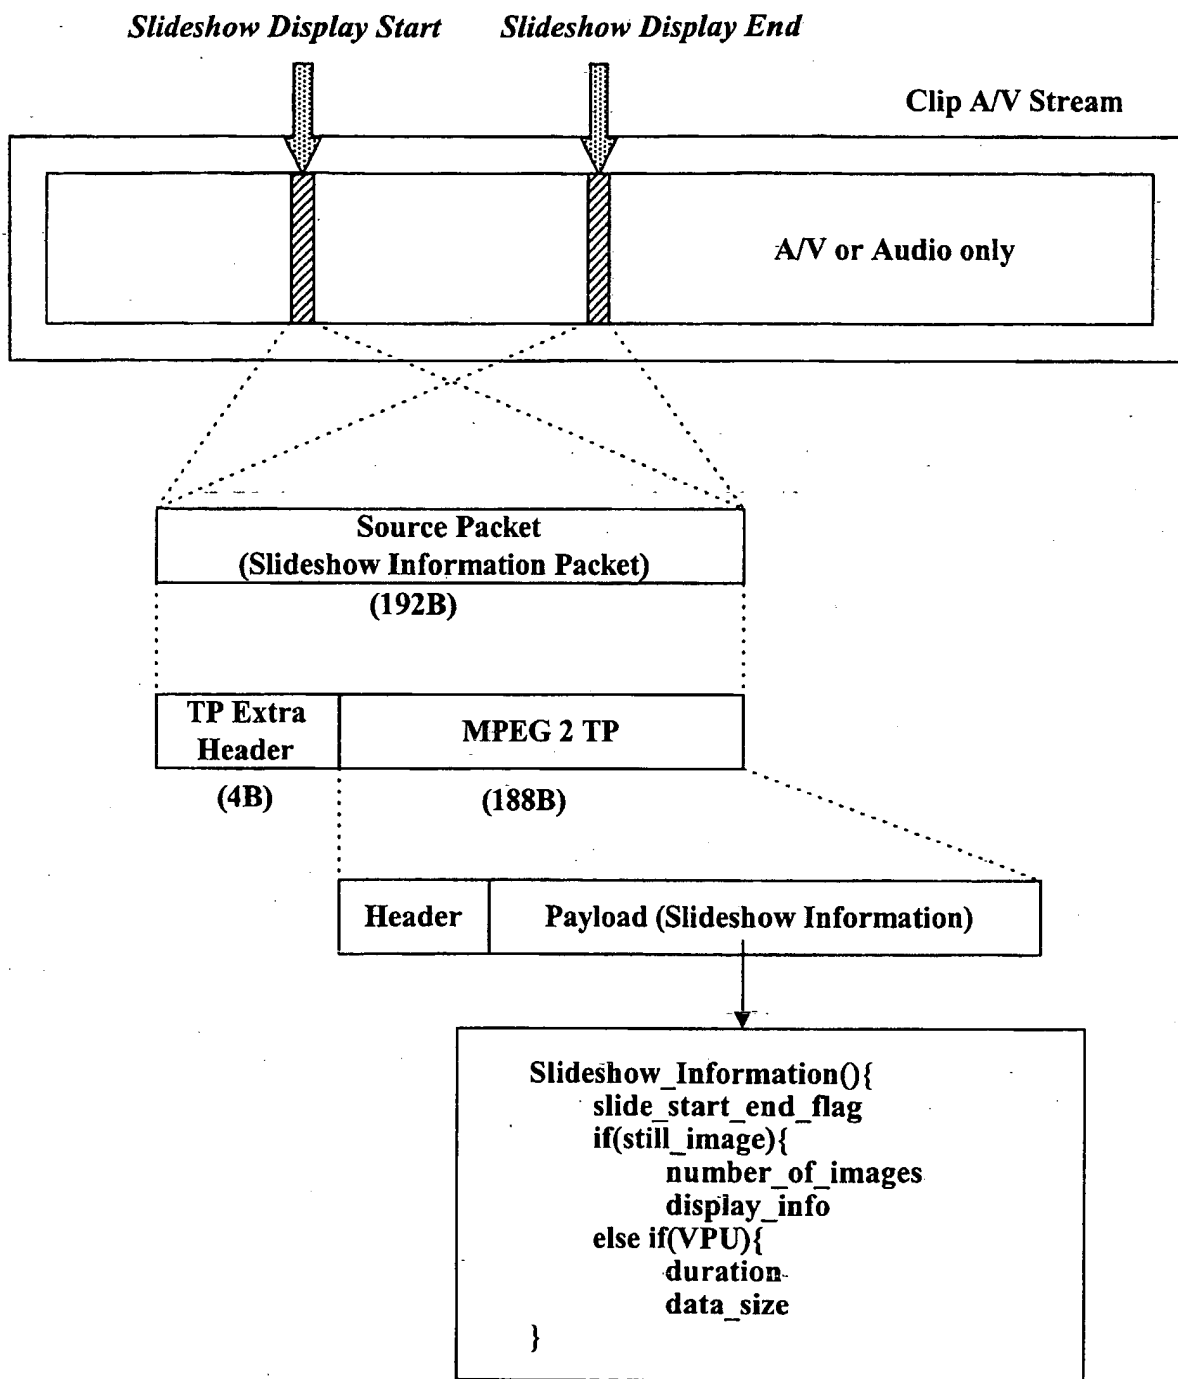 Slideshow Display Start
Slideshow Display End
Clip A/V Stream
A/V or Audio only
Source Packet
(Slideshow Information Packet)
(192B)
TP Extra
Header
MPEG 2 TP
(4B)
(188B)
Header
Payload (Slideshow Information)
Slideshow_Information(){
slide_start_end_flag
if(still_image){
number_of_images
display_info
else if(VPU){
duration
data_size
}